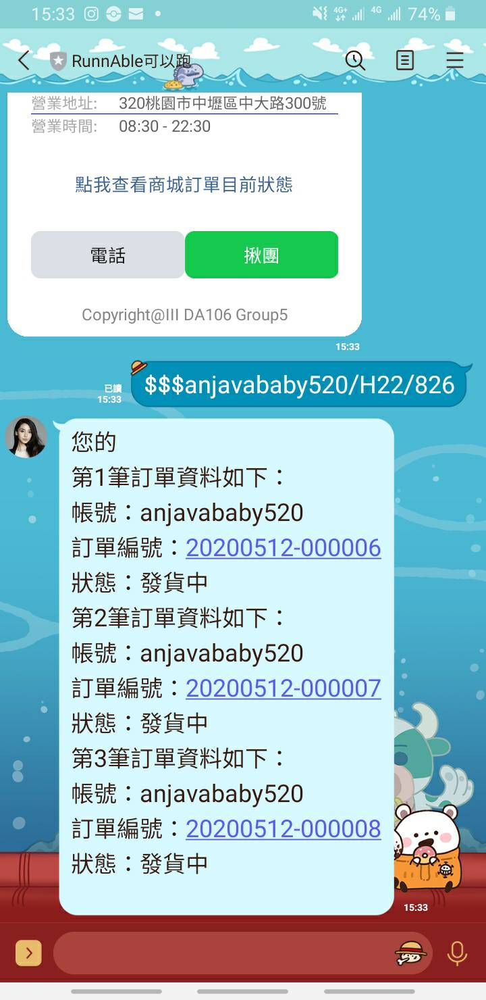 15:33
4G+
4G
74%
RunnAble可以跑
營業地址: 320桃園市中壢區中大路300號
營業時間: 08:30 - 22:30
點我查看商城訂單目前狀態
電話 揪團
Copyright@III DA106 Group5
15:33
$$$anjavababy520/H22/826
已讀
15:33
您的
第1筆訂單資料如下：
帳號：anjavababy520
訂單編號：20200512-000006
狀態：發貨中
第2筆訂單資料如下：
帳號：anjavababy520
訂單編號：20200512-000007
狀態：發貨中
第3筆訂單資料如下：
帳號：anjavababy520
訂單編號：20200512-000008
狀態：發貨中
15:33